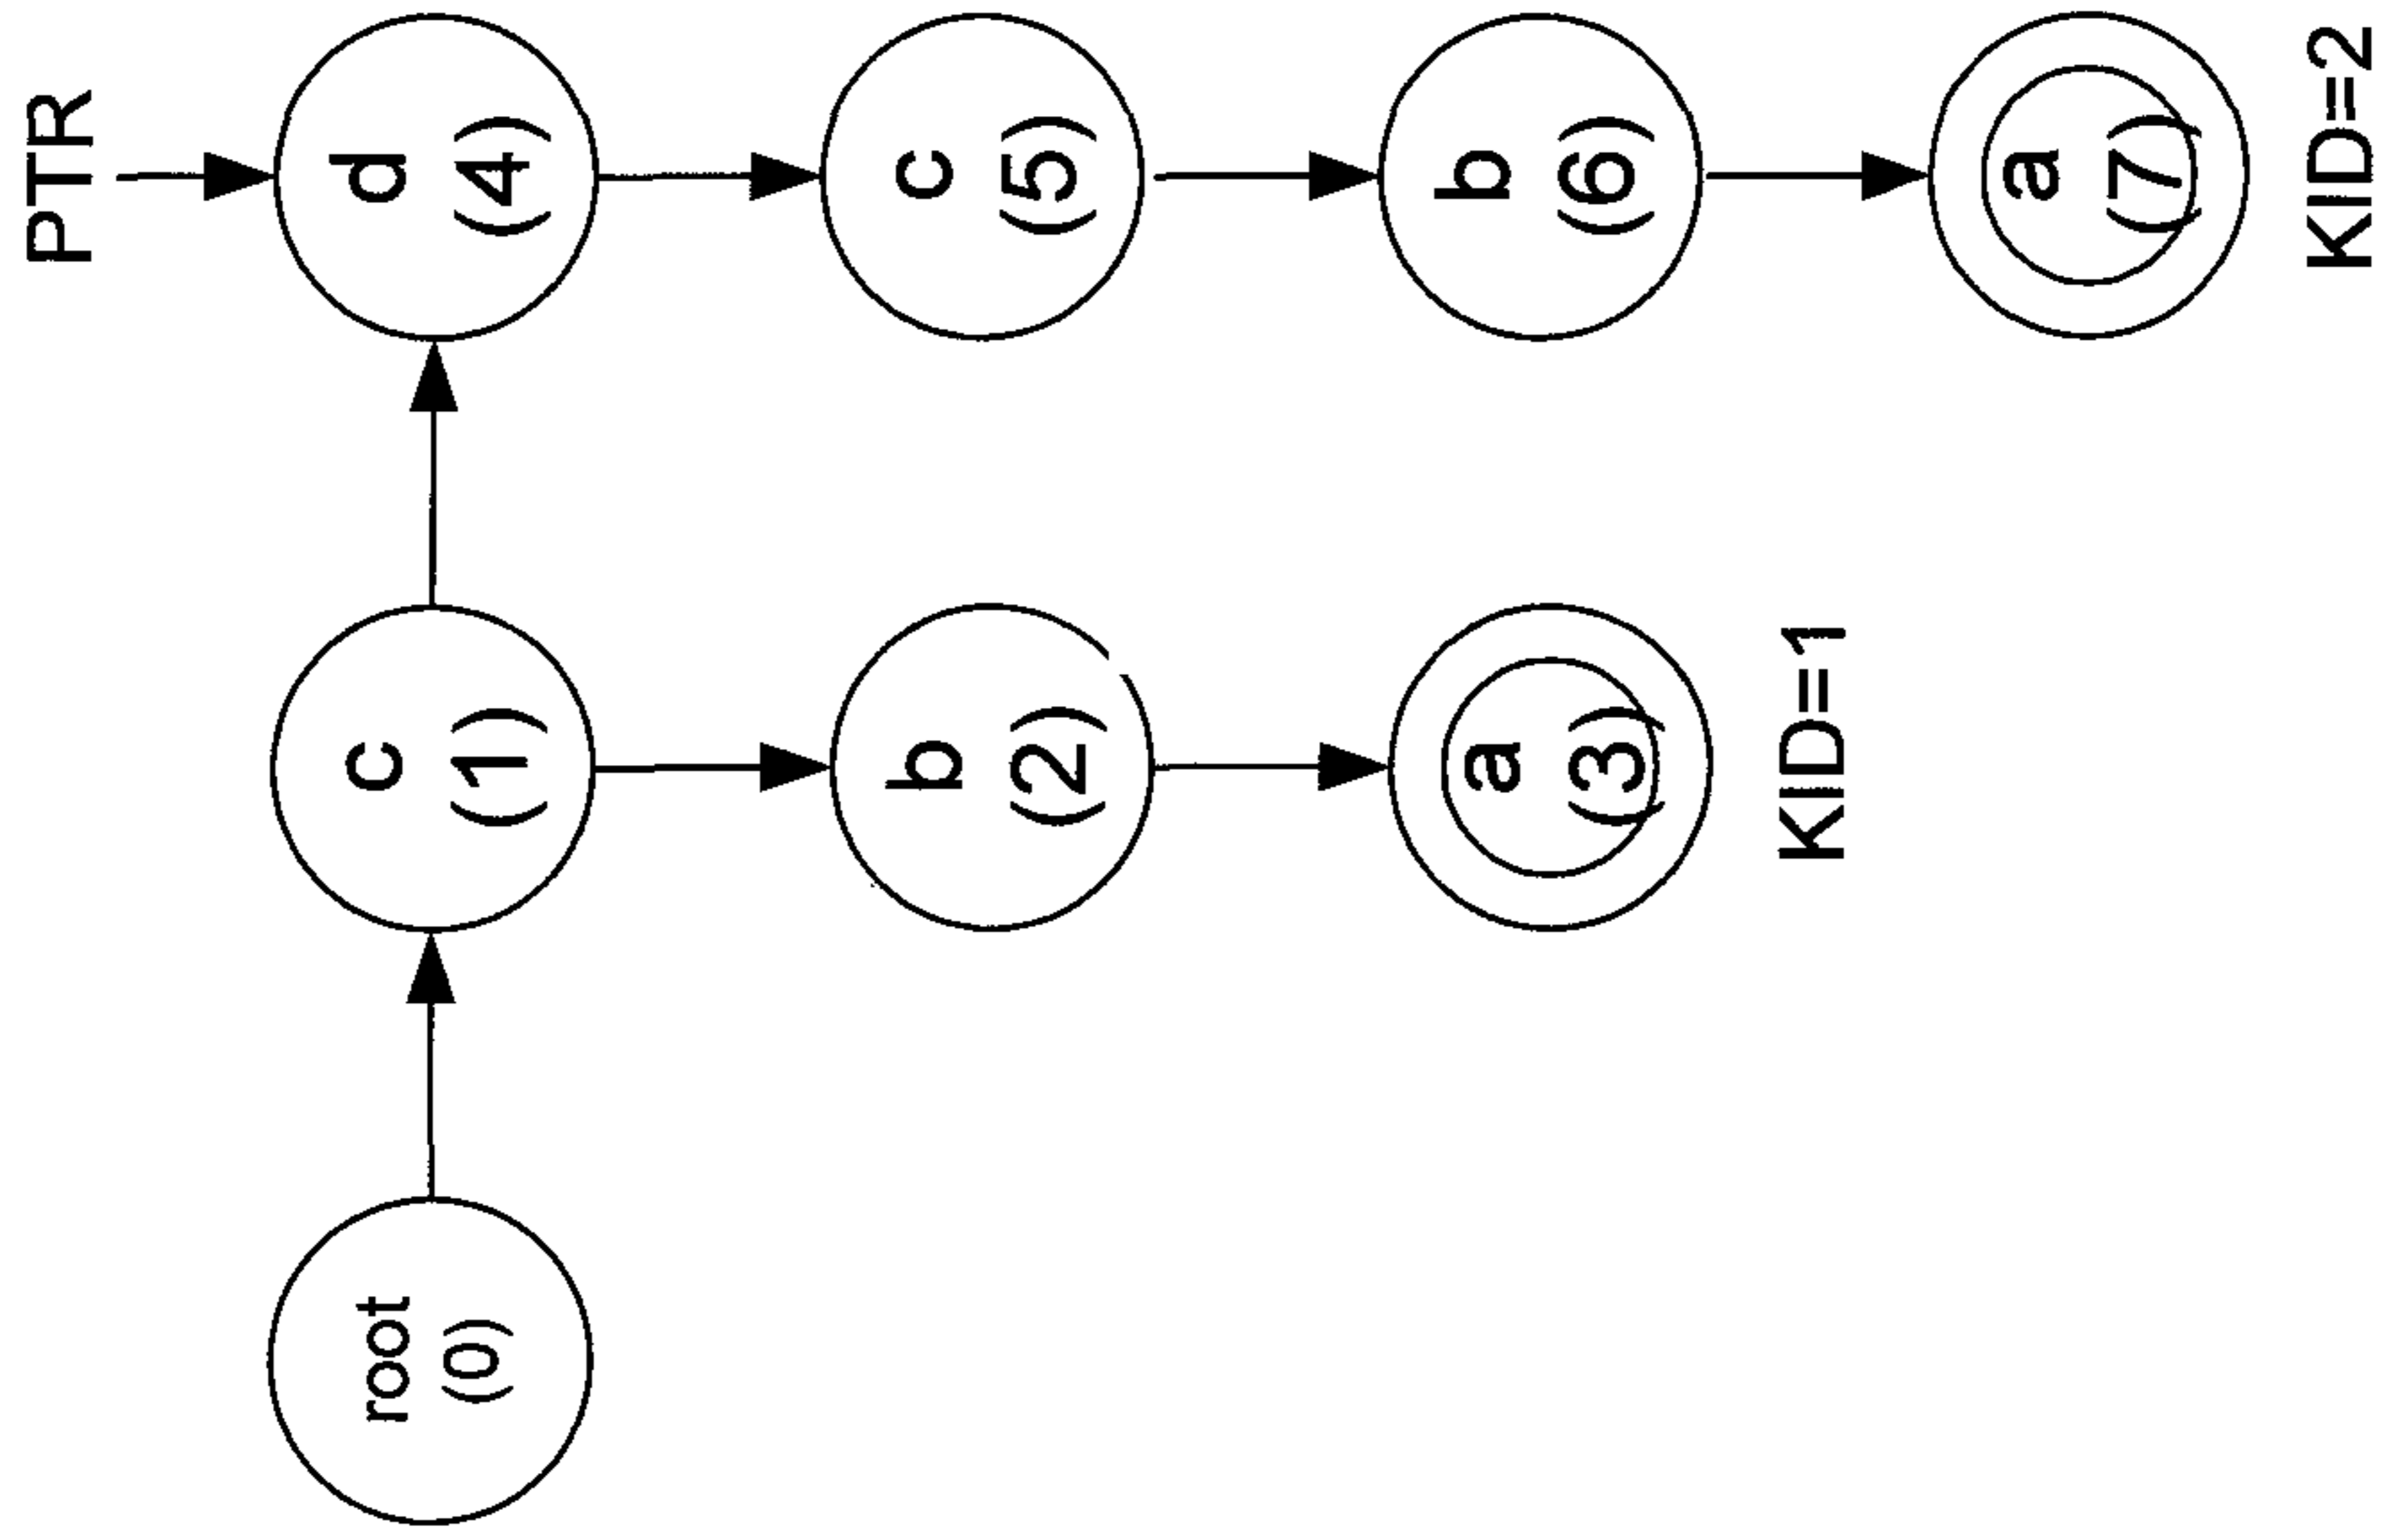 PTR
root
(0)
c
(1)
d
(4)
b
(2)
c
(5)
a
(3)
b
(6)
KID=1
a
(7)
KID=2